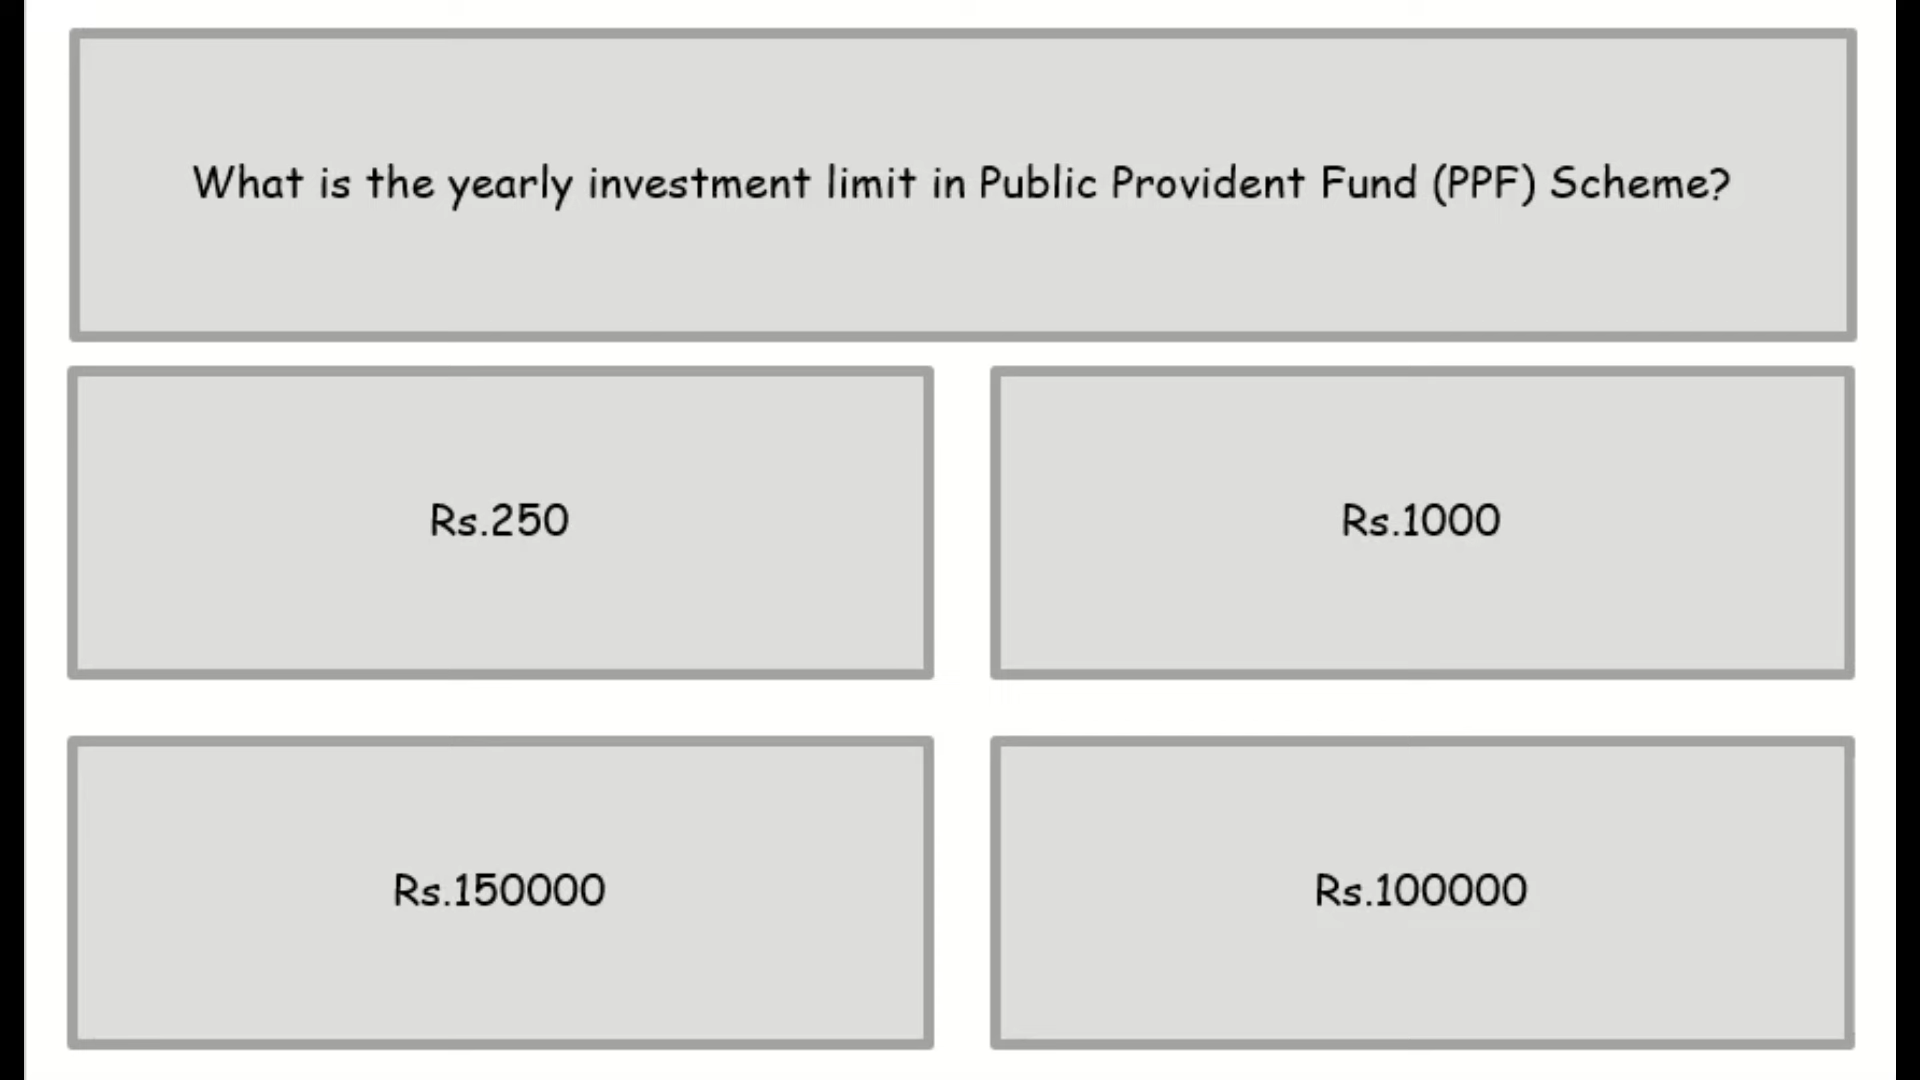 What is the yearly investment limit in Public Provident Fund (PPF) Scheme?
Rs.250
Rs.1000
Rs.150000
Rs.100000